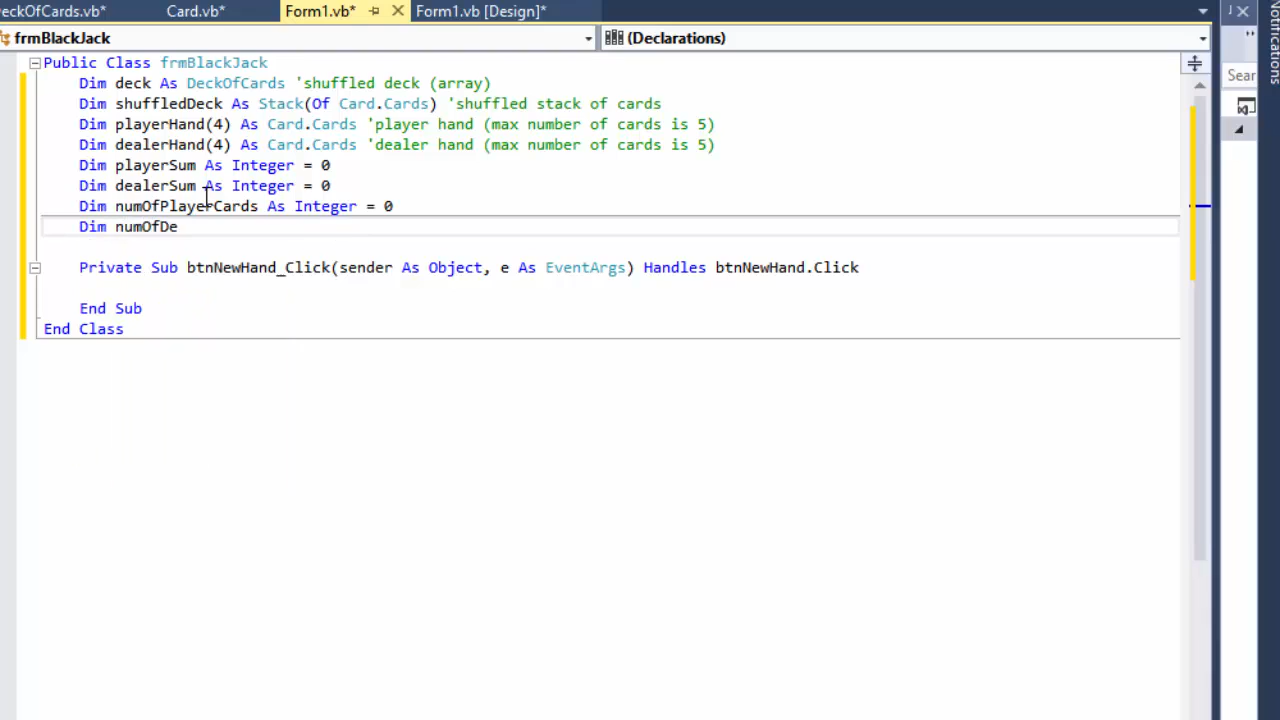 eckOfCards.vb* Card.vb* Form1.vb* Form1.vb [Design]*
frmBlackJack (Declarations)
Public Class frmBlackJack
Dim deck As DeckOfCards 'shuffled deck (array)
Dim shuffledDeck As Stack(Of Card.Cards) 'shuffled stack of cards
Dim playerHand(4) As Card.Cards 'player hand (max number of cards is 5)
Dim dealerHand(4) As Card.Cards 'dealer hand (max number of cards is 5)
Dim playerSum As Integer = 0
Dim dealerSum As Integer = 0
Dim numOfPlayerCards As Integer = 0
Dim numOfDe
Private Sub btnNewHand_Click(sender As Object, e As EventArgs) Handles btnNewHand.Click
End Sub
End Class
Sear
Notifications